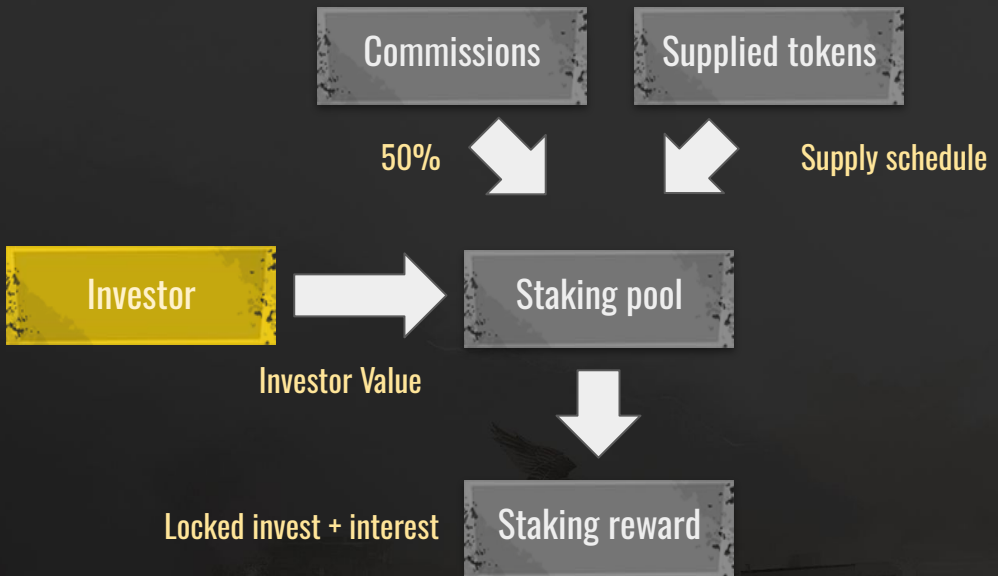 Commissions
Supplied tokens
50%
Supply schedule
Investor
Staking pool
Investor Value
Locked invest + interest
Staking reward